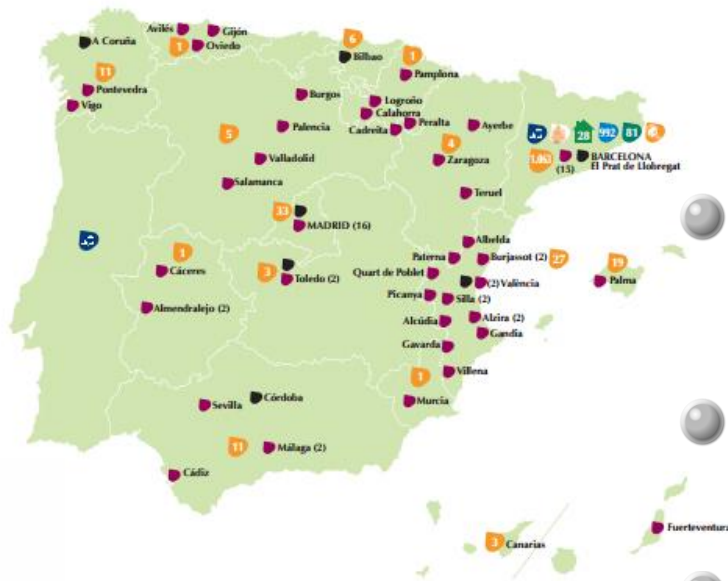 Avilés
Gijón
A Coruña
1
Oviedo
6
Bilbao
1
11
Pamplona
Pontevedra
Vigo
Burgos
Logroño
Calahorra
Peralta
Cadreita
Ayerbe
Palencia
5
4
28
992
81
Valladolid
Zaragoza
1.063
(15)
BARCELONA
El Prat de Llobregat
Salamanca
Teruel
33
MADRID (16)
Albelda
1
Paterna
Burjassot (2)
27
19
Cáceres
3
Toledo (2)
Quart de Poblet
(2) València
Palma
Picanya
Silla (2)
Almendralejo (2)
Alcúdia
Alzira (2)
Gandia
Gavarda
Villena
1
Córdoba
Sevilla
Murcia
11
Málaga (2)
Cádiz
Fuerteventura
3
Canarias